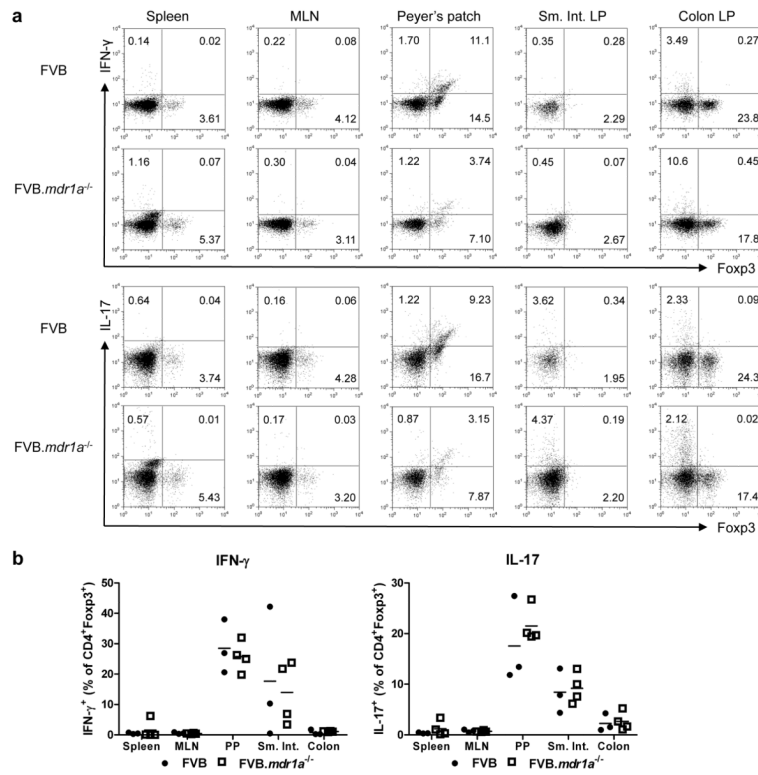 a
Spleen MLN Peyer's patch Sm. Int. LP Colon LP
FVB
IFN-γ
0.14 0.02 3.61
0.22 0.08 4.12
1.70 11.1 14.5
0.35 0.28 2.29
3.49 0.27 23.8
FVB.mdr1a-/-
1.16 0.07 5.37
0.30 0.04 3.11
1.22 3.74 7.10
0.45 0.07 2.67
10.6 0.45 17.8
Foxp3
FVB
IL-17
0.64 0.04 3.74
0.16 0.06 4.28
1.22 9.23 16.7
3.62 0.34 1.95
2.33 0.09 24.3
FVB.mdr1a-/-
0.57 0.01 5.43
0.17 0.03 3.20
0.87 3.15 7.87
4.37 0.19 2.20
2.12 0.02 17.4
Foxp3
b
IFN-γ
IFN-γ+ (% of CD4+Foxp3+)
50
40
30
20
10
0
Spleen MLN PP Sm. Int. Colon
● FVB □ FVB.mdr1a-/-
IL-17
IL-17+ (% of CD4+Foxp3+)
30
20
10
0
Spleen MLN PP Sm. Int. Colon
● FVB □ FVB.mdr1a-/-